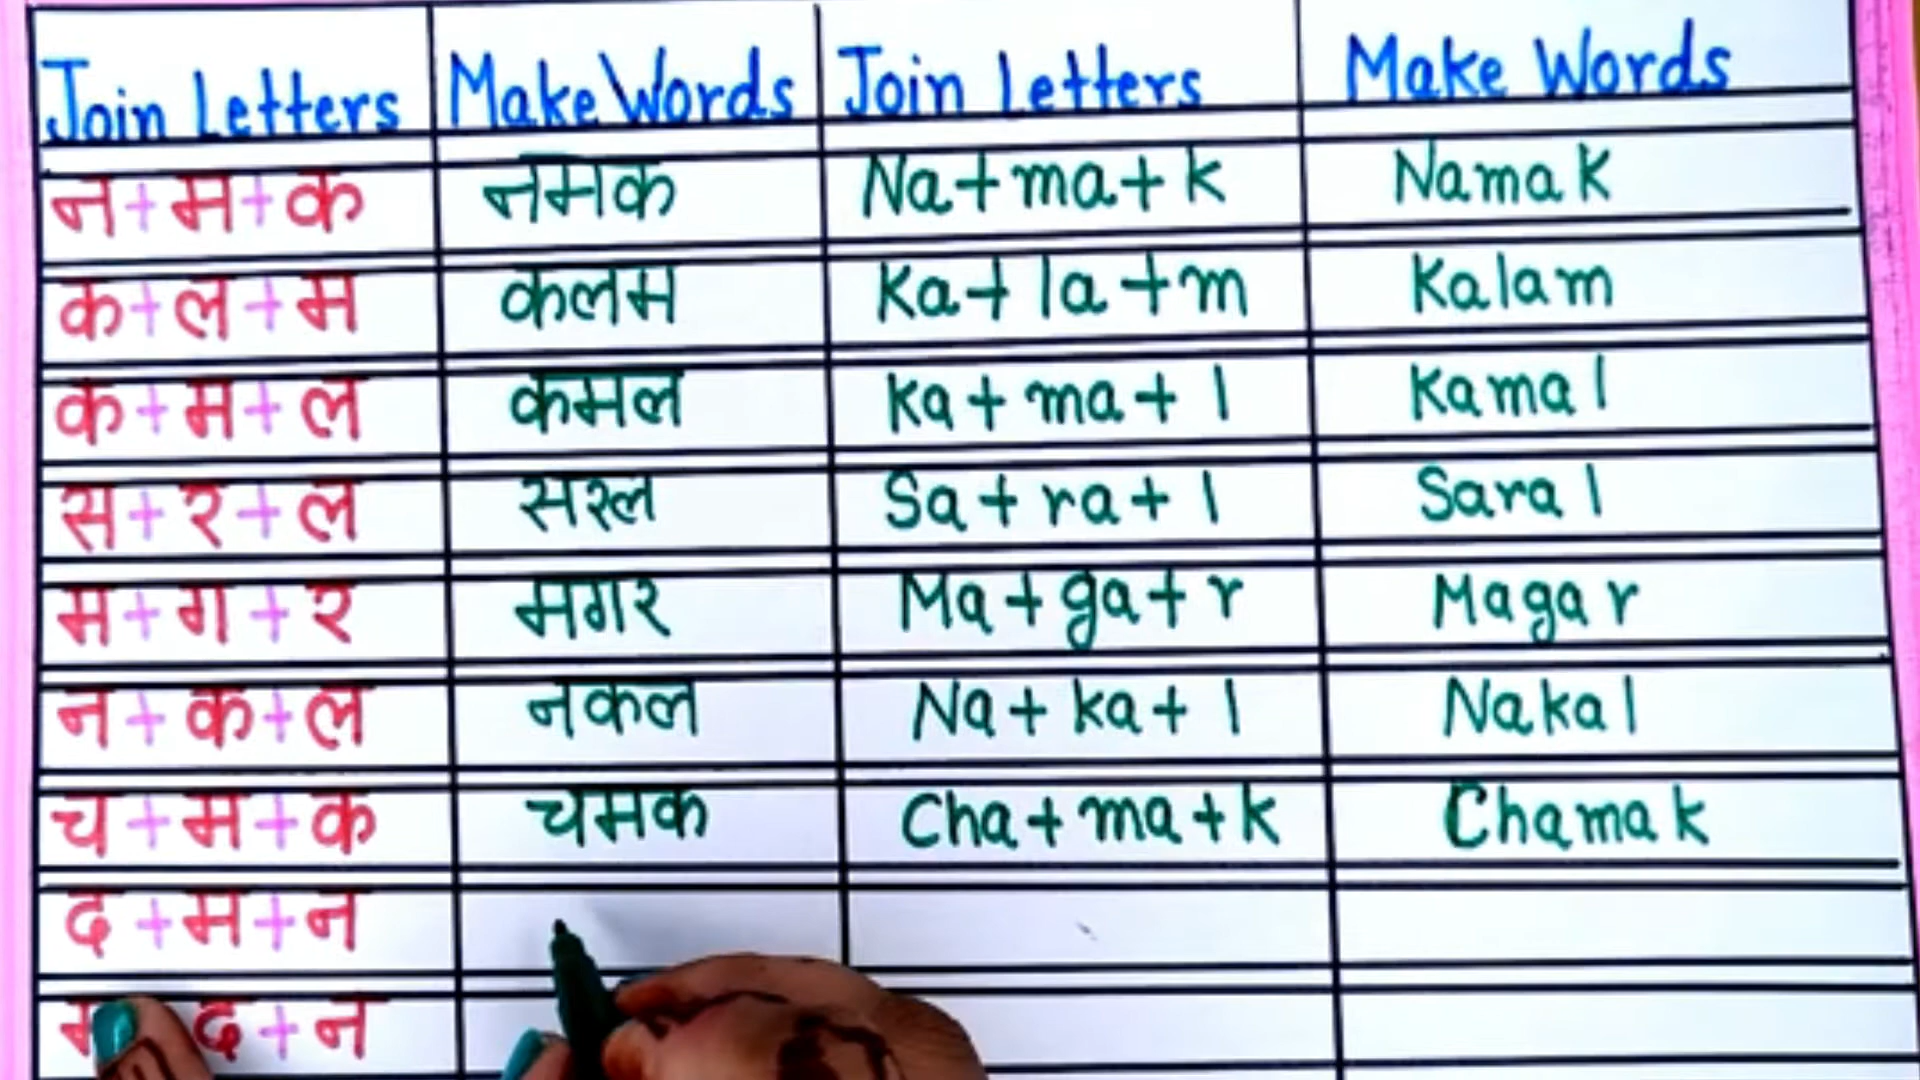 Join Letters Make Words Join Letters Make Words
न+म+क नमक Na+ma+k Namak
क+ल+म कलम Ka+la+m Kalam
क+म+ल कमल Ka+ma+l Kamal
स+र+ल सरल Sa+ra+l Saral
म+ग+र मगर Ma+ga+r Magar
न+क+ल नकल Na+ka+l Nakal
च+म+क चमक Cha+ma+k Chamak
द+म+न
द+न